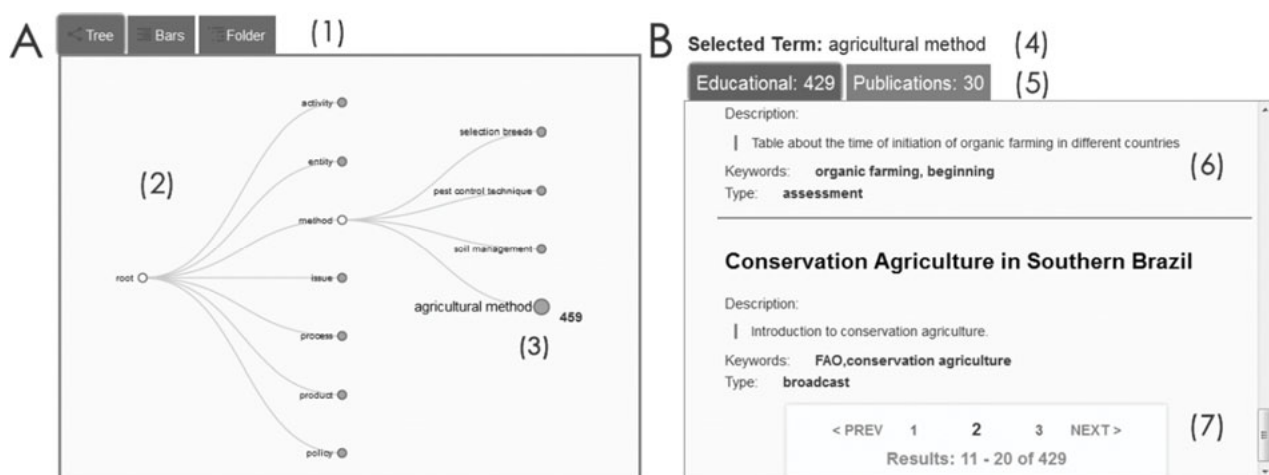 A
Tree
Bars
Folder
(1)
activity
entity
(2)
method
root
issue
process
product
policy
selection breeds
pest control technique
soil management
agricultural method
459
(3)
B
Selected Term: agricultural method
(4)
Educational: 429
Publications: 30
(5)
Description:
Table about the time of initiation of organic farming in different countries
(6)
Keywords: organic farming, beginning
Type: assessment
Conservation Agriculture in Southern Brazil
Description:
Introduction to conservation agriculture.
Keywords: FAO,conservation agriculture
Type: broadcast
< PREV 1 2 3 NEXT >
(7)
Results: 11 - 20 of 429